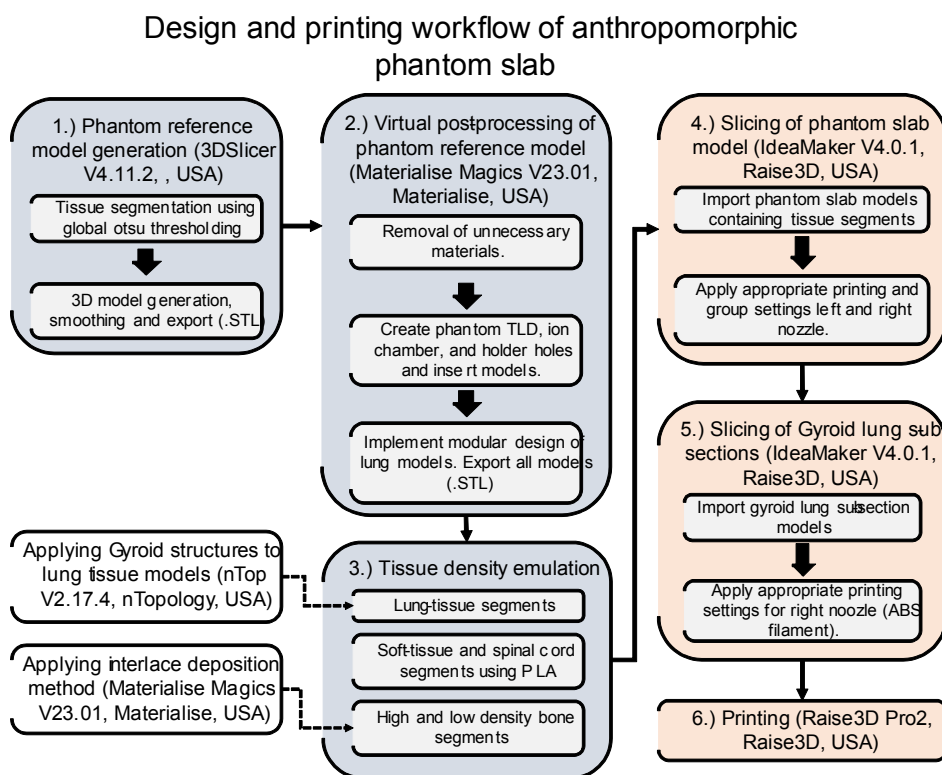 Design and printing workflow of anthropomorphic
phantom slab
1.) Phantom reference
model generation (3DSlicer
V4.11.2, , USA)
Tissue segmentation using
global otsu thresholding
3D model generation,
smoothing and export (.STL)
2.) Virtual post-processing of
phantom reference model
(Materialise Magics V23.01,
Materialise, USA)
Removal of unnecessary
materials.
Create phantom TLD, ion
chamber, and holder holes
and insert models.
Implement modular design of
lung models. Export all models
(.STL)
Applying Gyroid structures to
lung tissue models (nTop
V2.17.4, nTopology, USA)
Applying interlace deposition
method (Materialise Magics
V23.01, Materialise, USA)
3.) Tissue density emulation
Lung-tissue segments
Soft-tissue and spinal cord
segments using PLA
High and low density bone
segments
4.) Slicing of phantom slab
model (IdeaMaker V4.0.1,
Raise3D, USA)
Import phantom slab models
containing tissue segments
Apply appropriate printing and
group settings left and right
nozzle.
5.) Slicing of Gyroid lung sub-
sections (IdeaMaker V4.0.1,
Raise3D, USA)
Import gyroid lung sub-section
models
Apply appropriate printing
settings for right noozle (ABS
filament).
6.) Printing (Raise3D Pro2,
Raise3D, USA)